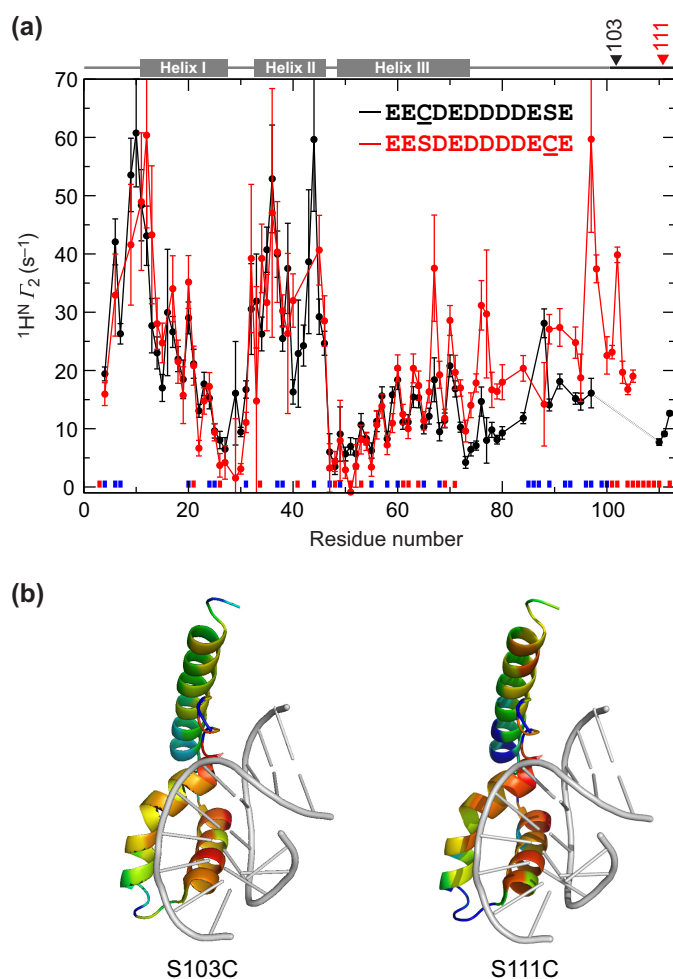 (a)
103
111
Helix I
Helix II
Helix III
70
60
50
40
30
20
10
0
¹Hᴺ Γ₂ (s⁻¹)
EECDEDDDDESE
EESDEDDDDECE
0
20
40
60
80
100
Residue number
(b)
S103C
S111C